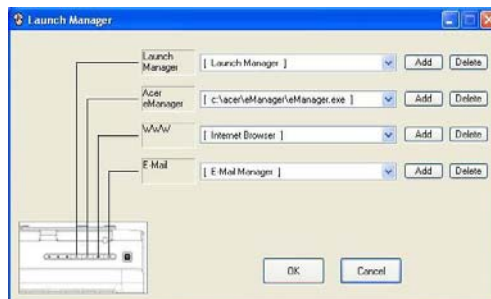 Launch Manager
Launch Manager [ Launch Manager ] Add Delete
Acer eManager [ c:\acer\eManager\eManager.exe ] Add Delete
WWW [ Internet Browser ] Add Delete
E-Mail [ E-Mail Manager ] Add Delete
OK Cancel